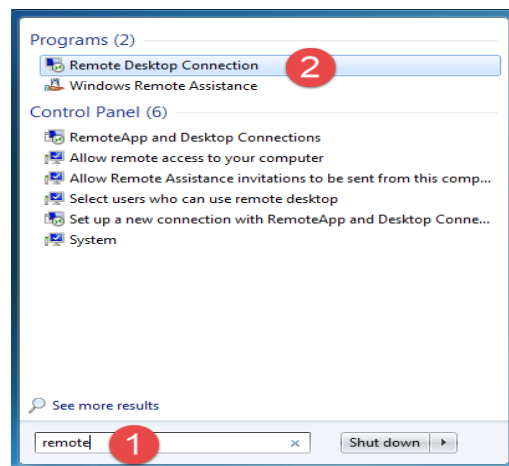 Programs (2)
Remote Desktop Connection
2
Windows Remote Assistance
Control Panel (6)
RemoteApp and Desktop Connections
Allow remote access to your computer
Allow Remote Assistance invitations to be sent from this comp...
Select users who can use remote desktop
Set up a new connection with RemoteApp and Desktop Conne...
System
See more results
remote 1 × Shut down